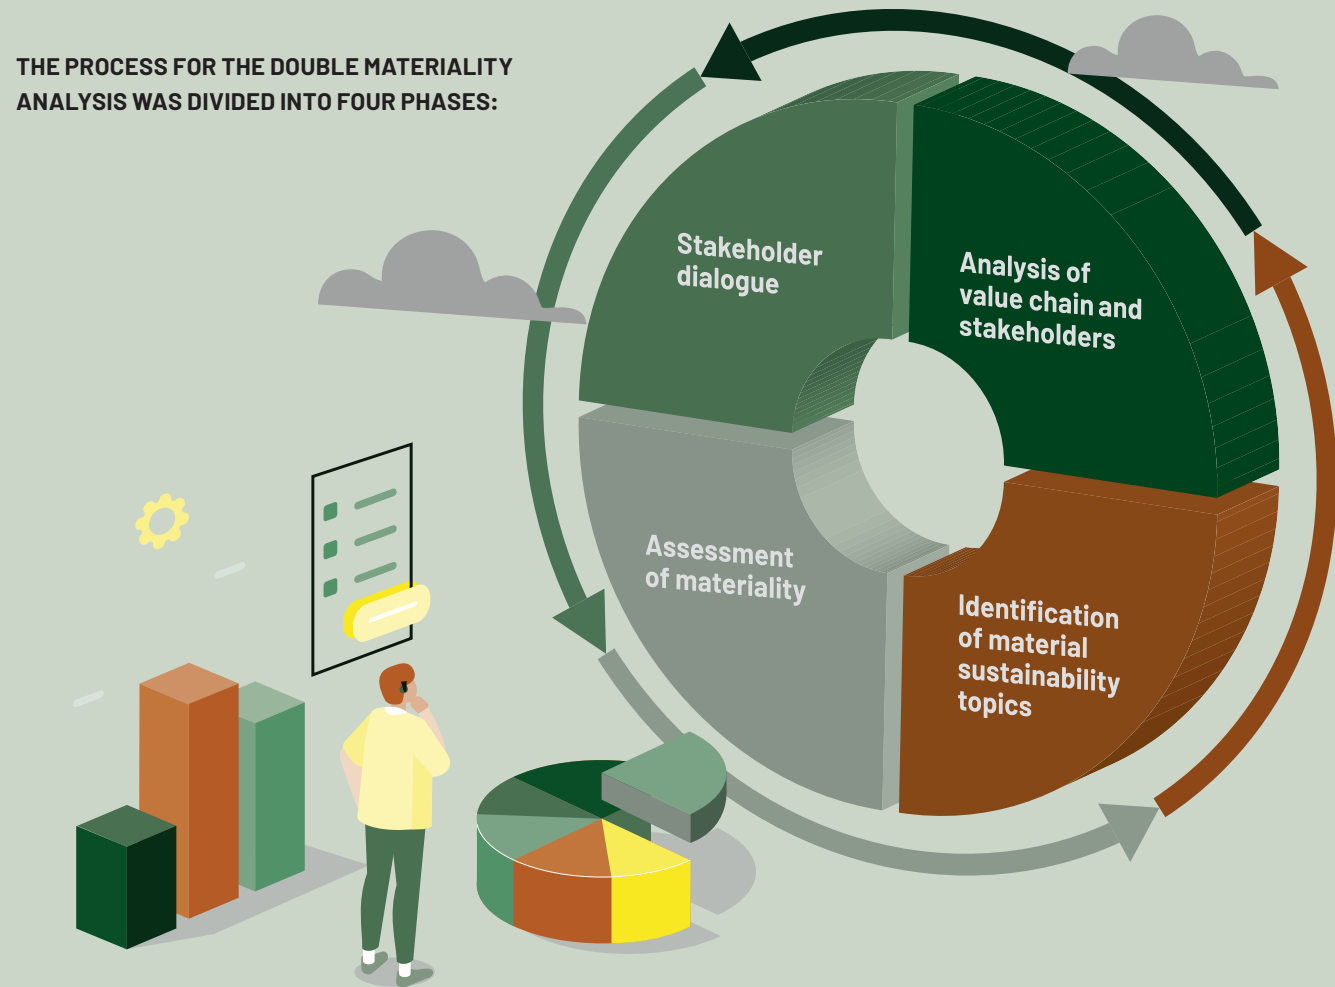 THE PROCESS FOR THE DOUBLE MATERIALITY
ANALYSIS WAS DIVIDED INTO FOUR PHASES:
Stakeholder
dialogue
Analysis of
value chain and
stakeholders
Assessment
of materiality
Identification
of material
sustainability
topics